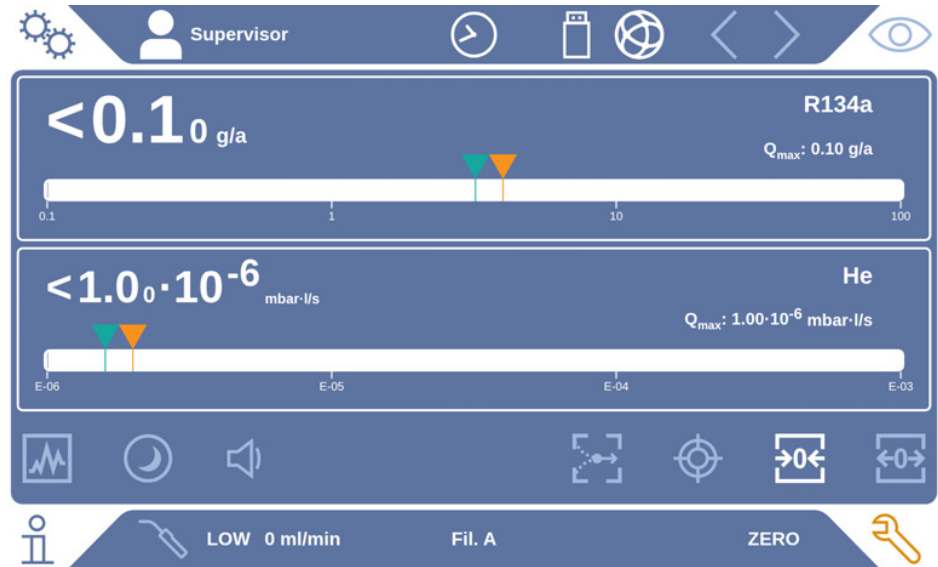 Supervisor
<0.10 g/a
R134a
Qmax: 0.10 g/a
0.1 1 10 100
<1.00·10-6 mbar·l/s
He
Qmax: 1.00·10-6 mbar·l/s
E-06 E-05 E-04 E-03
→0← ←0→
LOW 0 ml/min Fil. A ZERO